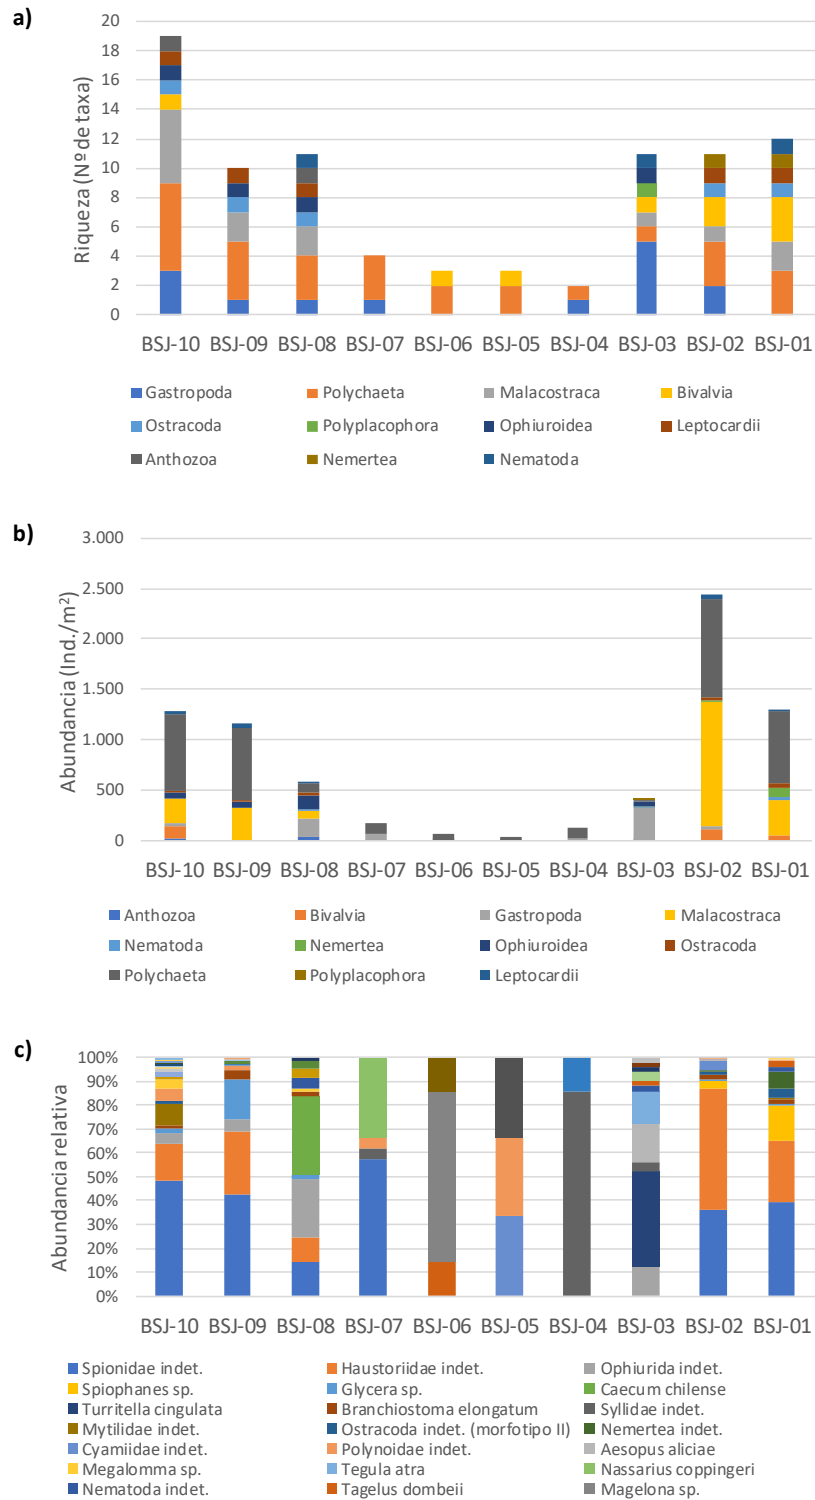 a)
Riqueza (Nº de taxa)
20
18
16
14
12
10
8
6
4
2
0
BSJ-10 BSJ-09 BSJ-08 BSJ-07 BSJ-06 BSJ-05 BSJ-04 BSJ-03 BSJ-02 BSJ-01
Gastropoda Polychaeta Malacostraca Bivalvia
Ostracoda Polyplacophora Ophiuroidea Leptocardii
Anthozoa Nemertea Nematoda
b)
Abundancia (Ind./m²)
3.000
2.500
2.000
1.500
1.000
500
0
BSJ-10 BSJ-09 BSJ-08 BSJ-07 BSJ-06 BSJ-05 BSJ-04 BSJ-03 BSJ-02 BSJ-01
Anthozoa Bivalvia Gastropoda Malacostraca
Nematoda Nemertea Ophiuroidea Ostracoda
Polychaeta Polyplacophora Leptocardii
c)
Abundancia relativa
100%
90%
80%
70%
60%
50%
40%
30%
20%
10%
0%
BSJ-10 BSJ-09 BSJ-08 BSJ-07 BSJ-06 BSJ-05 BSJ-04 BSJ-03 BSJ-02 BSJ-01
Spionidae indet. Haustoriidae indet. Ophiurida indet.
Spiophanes sp. Glycera sp. Caecum chilense
Turritella cingulata Branchiostoma elongatum Syllidae indet.
Mytilidae indet. Ostracoda indet. (morfotipo II) Nemertea indet.
Cyamiidae indet. Polynoidae indet. Aesopus aliciae
Megalomma sp. Tegula atra Nassarius coppingeri
Nematoda indet. Tagelus dombeii Magelona sp.